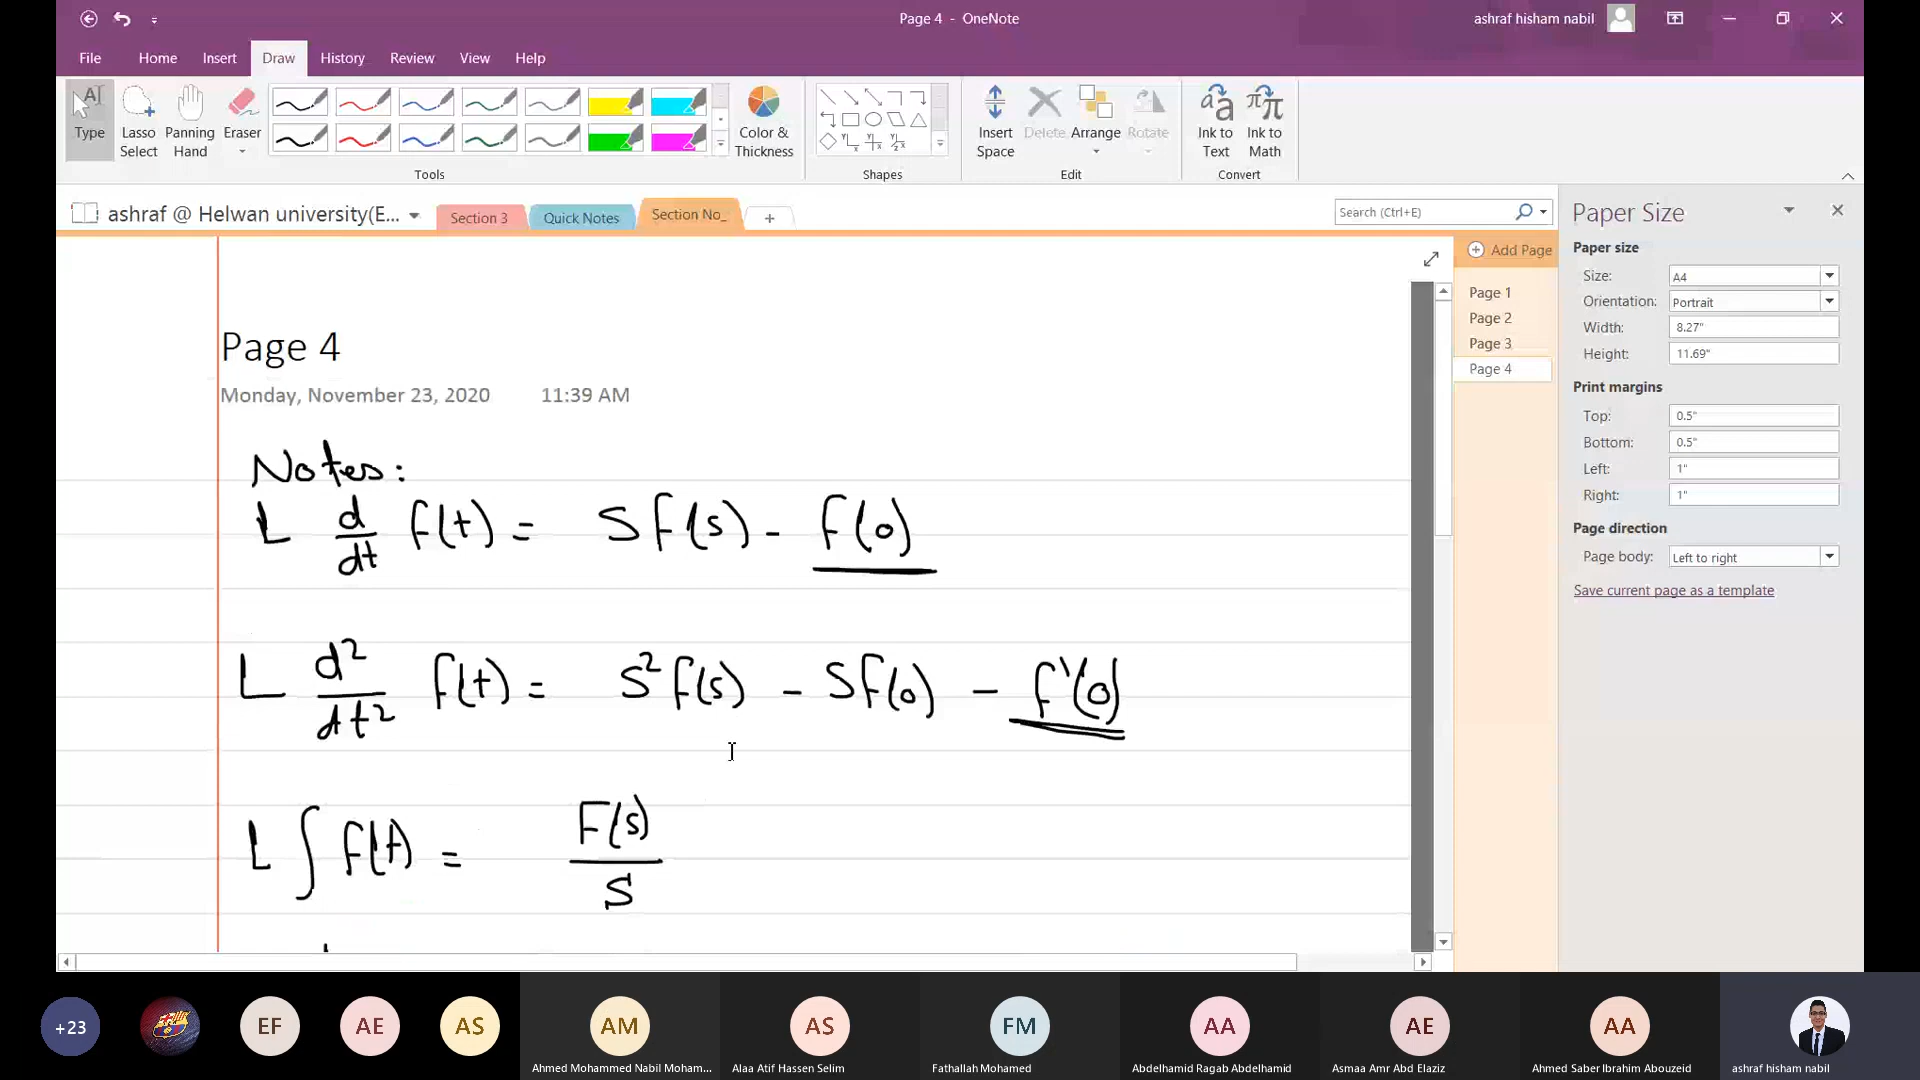 Page 4 - OneNote
ashraf hisham nabil
File Home Insert Draw History Review View Help
Type
Lasso Select
Panning Hand
Eraser
Color & Thickness
Insert Space
Delete
Arrange
Rotate
Ink to Text
Ink to Math
Tools
Shapes
Edit
Convert
ashraf @ Helwan university(E...
Section 3
Quick Notes
Section No_
Search (Ctrl+E)
Add Page
Page 1
Page 2
Page 3
Page 4
Page 4
Monday, November 23, 2020 11:39 AM
Notes:
L d/dt f(t) = S F(s) - f(0)
L d²/dt² f(t) = S² f(s) - S f(0) - f'(0)
L ∫ f(t) = F(s)/S
Paper Size
Paper size
Size: A4
Orientation: Portrait
Width: 8.27"
Height: 11.69"
Print margins
Top: 0.5"
Bottom: 0.5"
Left: 1"
Right: 1"
Page direction
Page body: Left to right
Save current page as a template
+23
EF
AE
AS
AM
AS
FM
AA
AE
AA
Ahmed Mohammed Nabil Moham...
Alaa Atif Hassen Selim
Fathallah Mohamed
Abdelhamid Ragab Abdelhamid
Asmaa Amr Abd Elaziz
Ahmed Saber Ibrahim Abouzeid
ashraf hisham nabil